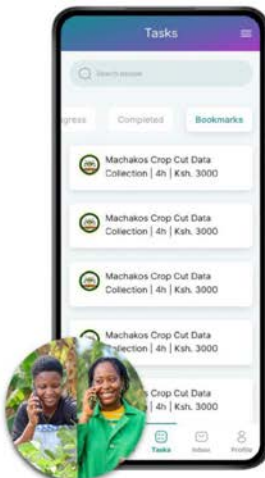 Tasks
Search
ogress
Completed
Bookmarks
Machakos Crop Cut Data
Collection | 4h | Ksh. 3000
Machakos Crop Cut Data
Collection | 4h | Ksh. 3000
Machakos Crop Cut Data
Collection | 4h | Ksh. 3000
Machakos Crop Cut Data
Collection | 4h | Ksh. 3000
Crop Cut Data
| 4h | Ksh. 3000
Tasks
Inbox
Profile